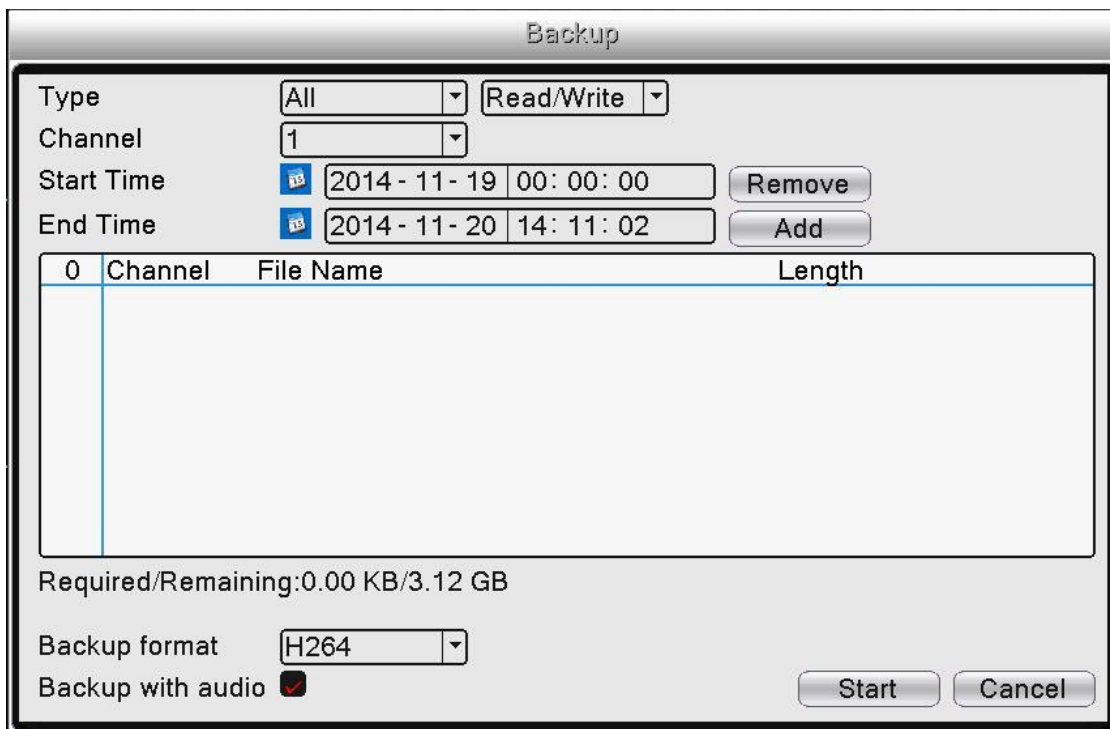 Backup
Type All Read/Write
Channel 1
Start Time 2014 - 11 - 19 00: 00: 00 Remove
End Time 2014 - 11 - 20 14: 11: 02 Add
0 Channel File Name Length
Required/Remaining:0.00 KB/3.12 GB
Backup format H264
Backup with audio Start Cancel